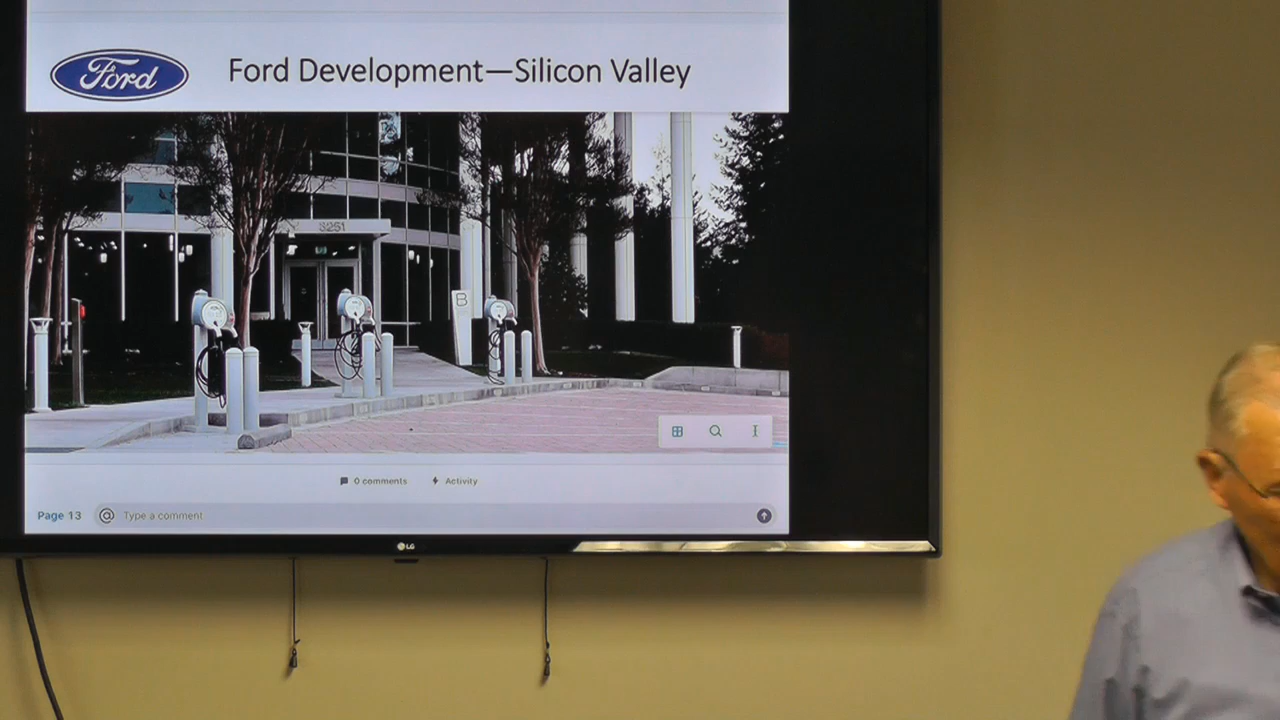 Ford
Ford Development—Silicon Valley
3251
B
0 comments
Activity
Page 13
@ Type a comment
LG